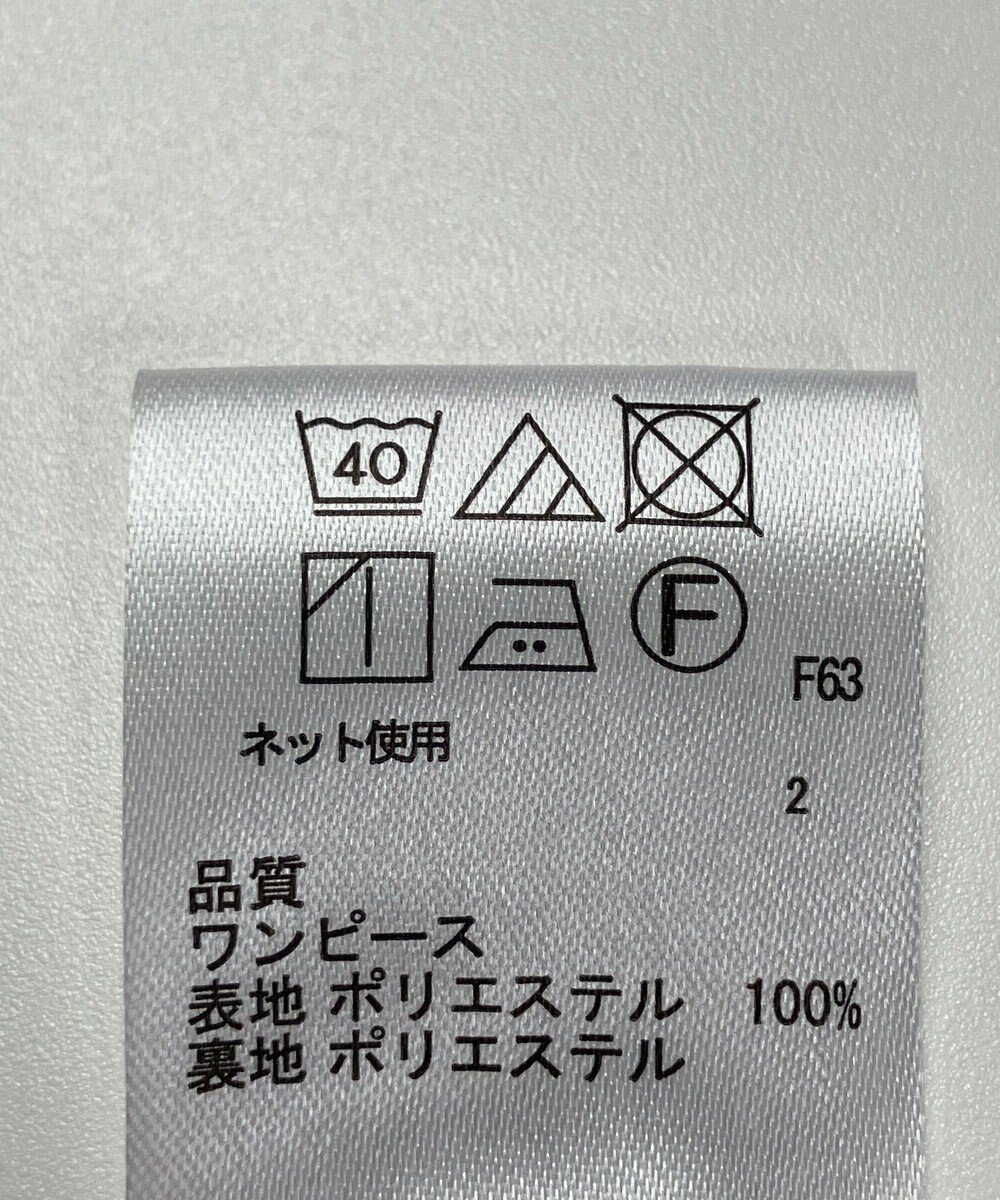 40
F
F63
ネット使用
2
品質
ワンピース
表地 ポリエステル 100%
裏地 ポリエステル